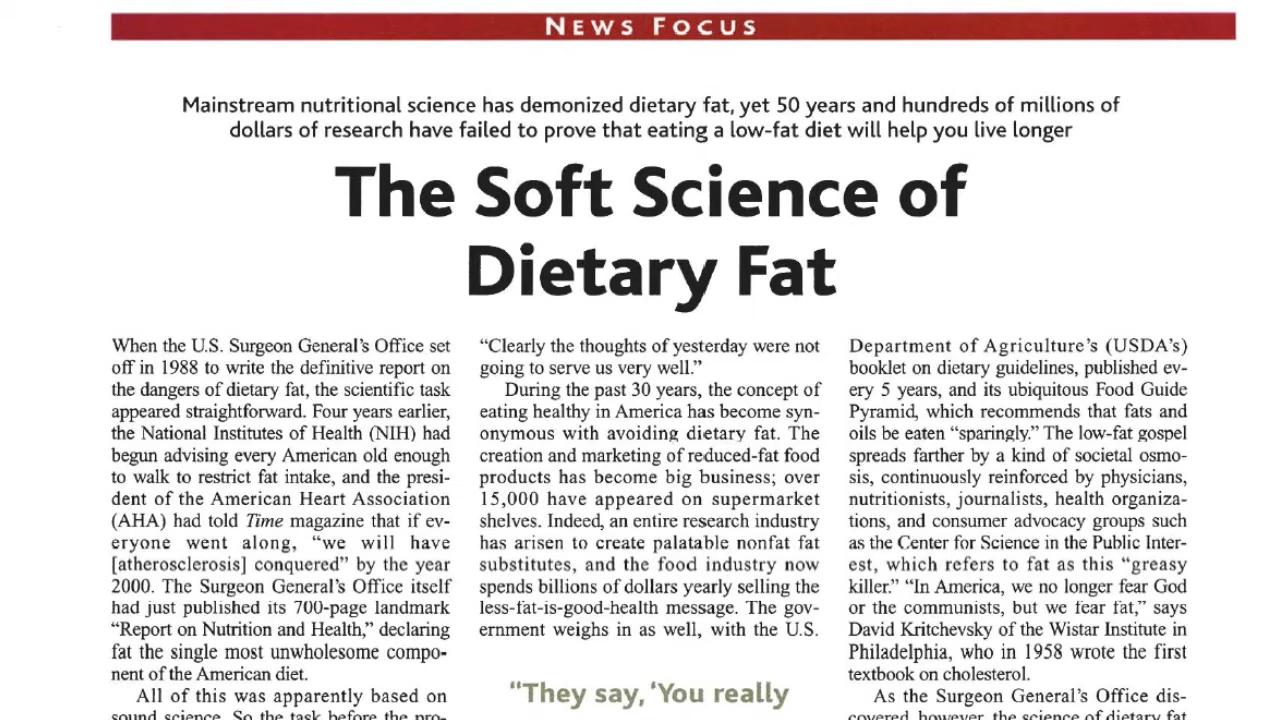 NEWS FOCUS
Mainstream nutritional science has demonized dietary fat, yet 50 years and hundreds of millions of
dollars of research have failed to prove that eating a low-fat diet will help you live longer
The Soft Science of
Dietary Fat
When the U.S. Surgeon General's Office set
off in 1988 to write the definitive report on
the dangers of dietary fat, the scientific task
appeared straightforward. Four years earlier,
the National Institutes of Health (NIH) had
begun advising every American old enough
to walk to restrict fat intake, and the presi-
dent of the American Heart Association
(AHA) had told Time magazine that if ev-
eryone went along, "we will have
[atherosclerosis] conquered" by the year
2000. The Surgeon General's Office itself
had just published its 700-page landmark
"Report on Nutrition and Health," declaring
fat the single most unwholesome compo-
nent of the American diet.
All of this was apparently based on
sound science. So the task before the pro-
"Clearly the thoughts of yesterday were not
going to serve us very well."
During the past 30 years, the concept of
eating healthy in America has become syn-
onymous with avoiding dietary fat. The
creation and marketing of reduced-fat food
products has become big business; over
15,000 have appeared on supermarket
shelves. Indeed, an entire research industry
has arisen to create palatable nonfat fat
substitutes, and the food industry now
spends billions of dollars yearly selling the
less-fat-is-good-health message. The gov-
ernment weighs in as well, with the U.S.
"They say, 'You really
Department of Agriculture's (USDA's)
booklet on dietary guidelines, published ev-
ery 5 years, and its ubiquitous Food Guide
Pyramid, which recommends that fats and
oils be eaten "sparingly." The low-fat gospel
spreads farther by a kind of societal osmo-
sis, continuously reinforced by physicians,
nutritionists, journalists, health organiza-
tions, and consumer advocacy groups such
as the Center for Science in the Public Inter-
est, which refers to fat as this "greasy
killer." "In America, we no longer fear God
or the communists, but we fear fat," says
David Kritchevsky of the Wistar Institute in
Philadelphia, who in 1958 wrote the first
textbook on cholesterol.
As the Surgeon General's Office dis-
covered, however, the science of dietary fat